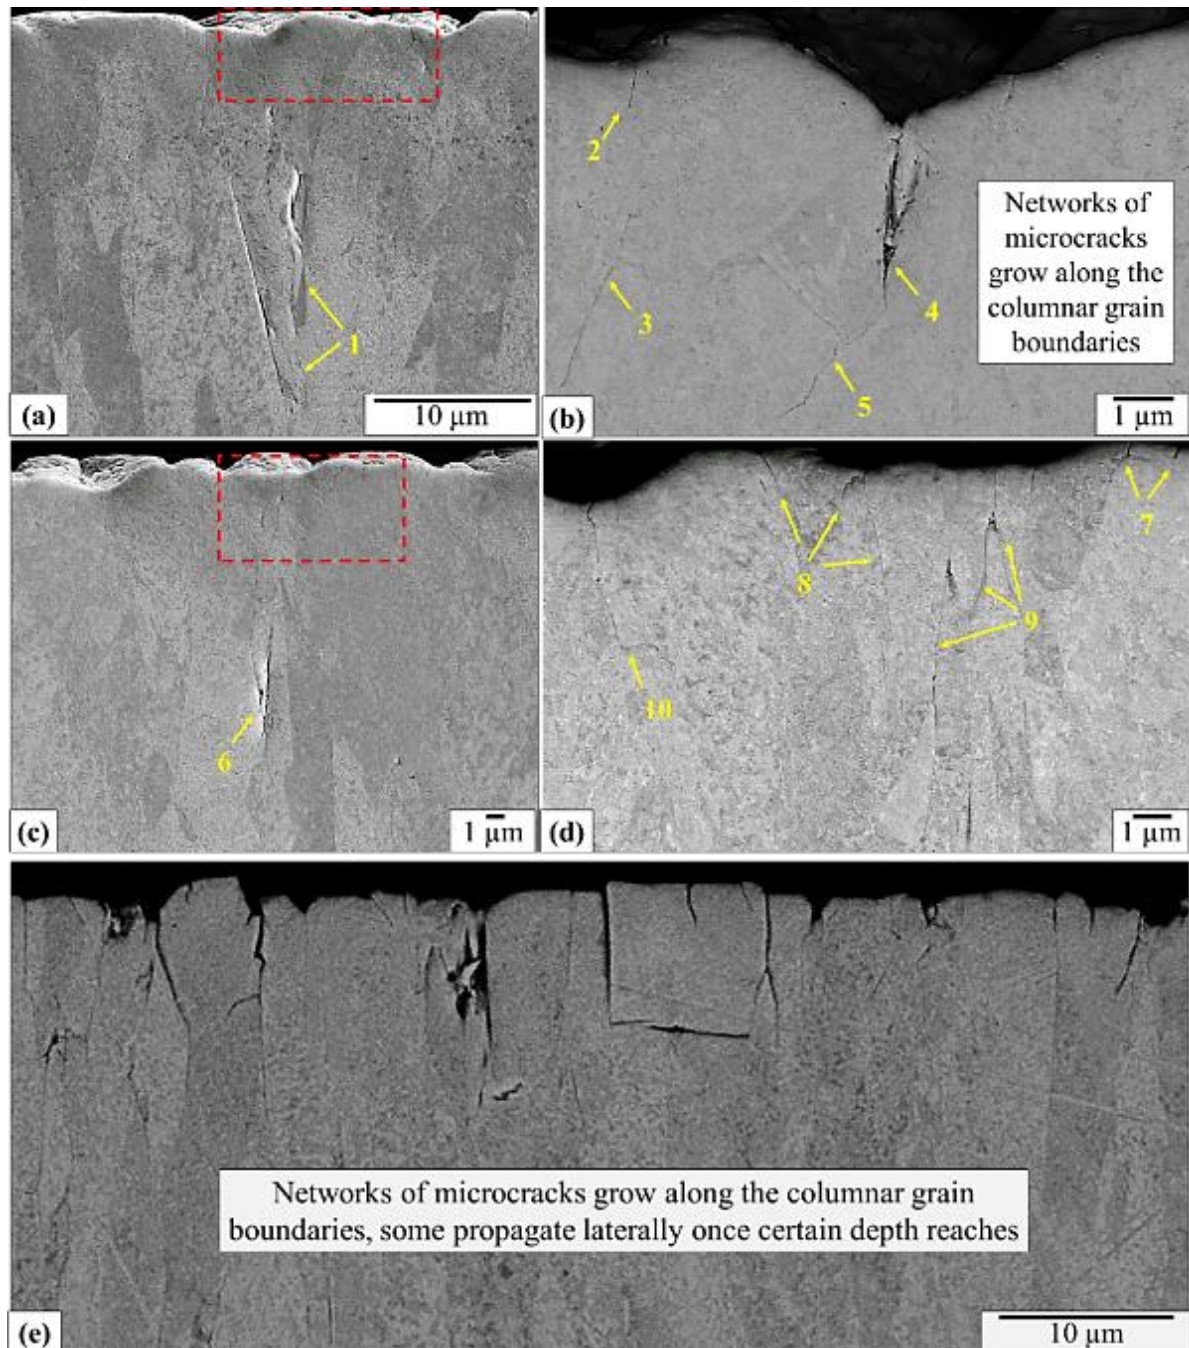 1
(a)
10 µm
2
3
4
5
Networks of
microcracks
grow along the
columnar grain
boundaries
(b)
1 µm
6
(c)
1 µm
7
8
9
10
(d)
1 µm
Networks of microcracks grow along the columnar grain
boundaries, some propagate laterally once certain depth reaches
(e)
10 µm